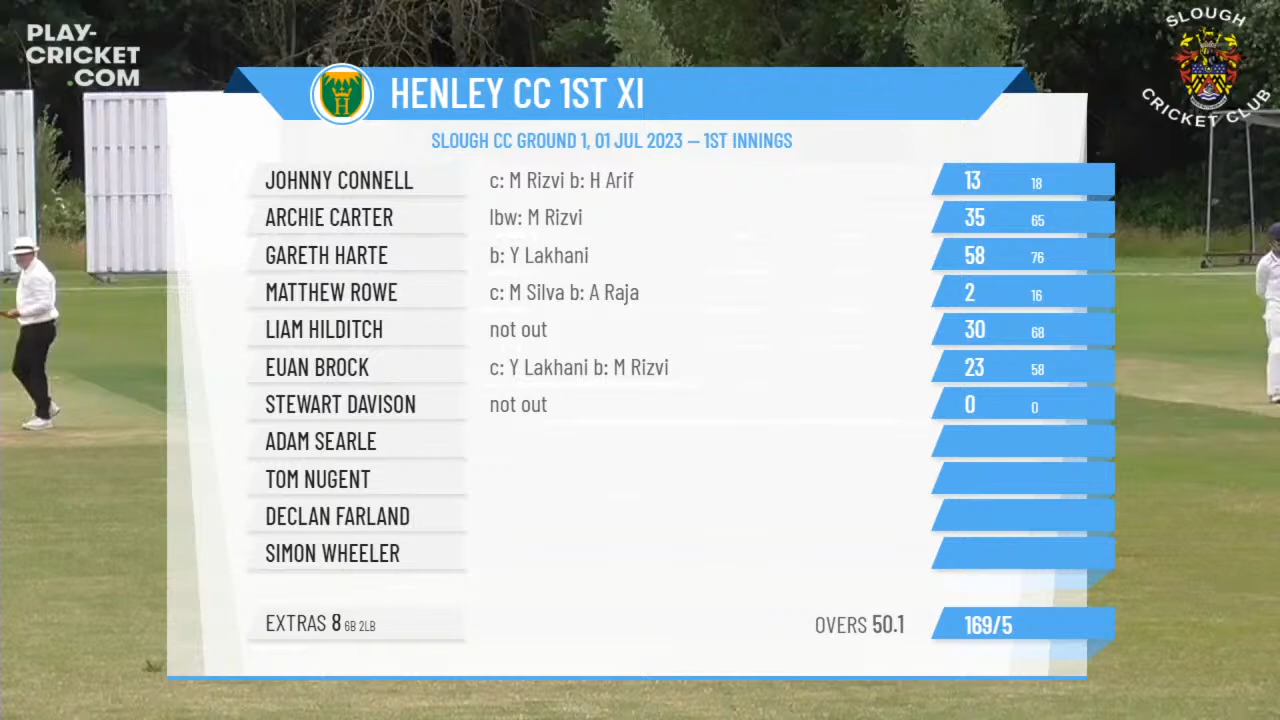 PLAY-
CRICKET
.COM
SLOUGH
CRICKET CLUB
H
HENLEY CC 1ST XI
SLOUGH CC GROUND 1, 01 JUL 2023 – 1ST INNINGS
JOHNNY CONNELL c: M Rizvi b: H Arif 13 18
ARCHIE CARTER lbw: M Rizvi 35 65
GARETH HARTE b: Y Lakhani 58 76
MATTHEW ROWE c: M Silva b: A Raja 2 16
LIAM HILDITCH not out 30 68
EUAN BROCK c: Y Lakhani b: M Rizvi 23 58
STEWART DAVISON not out 0 0
ADAM SEARLE
TOM NUGENT
DECLAN FARLAND
SIMON WHEELER
EXTRAS 8 6B 2LB OVERS 50.1 169/5